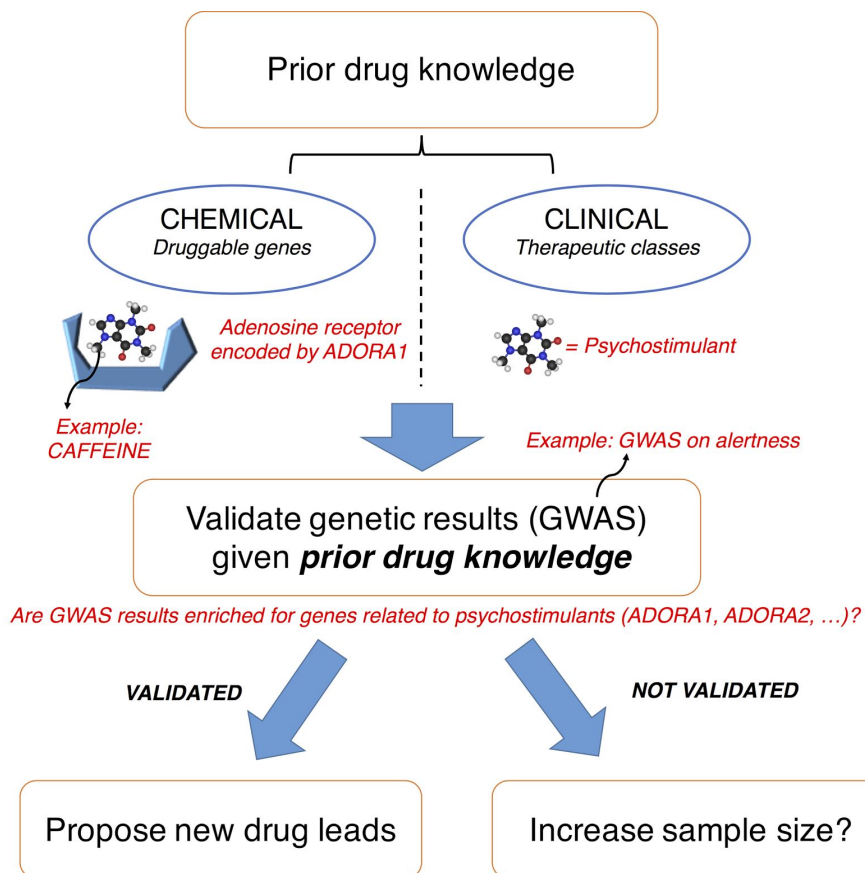 Prior drug knowledge
CHEMICAL
Druggable genes
CLINICAL
Therapeutic classes
Adenosine receptor
encoded by ADORA1
= Psychostimulant
Example:
CAFFEINE
Example: GWAS on alertness
Validate genetic results (GWAS)
given prior drug knowledge
Are GWAS results enriched for genes related to psychostimulants (ADORA1, ADORA2, …)?
VALIDATED
NOT VALIDATED
Propose new drug leads
Increase sample size?